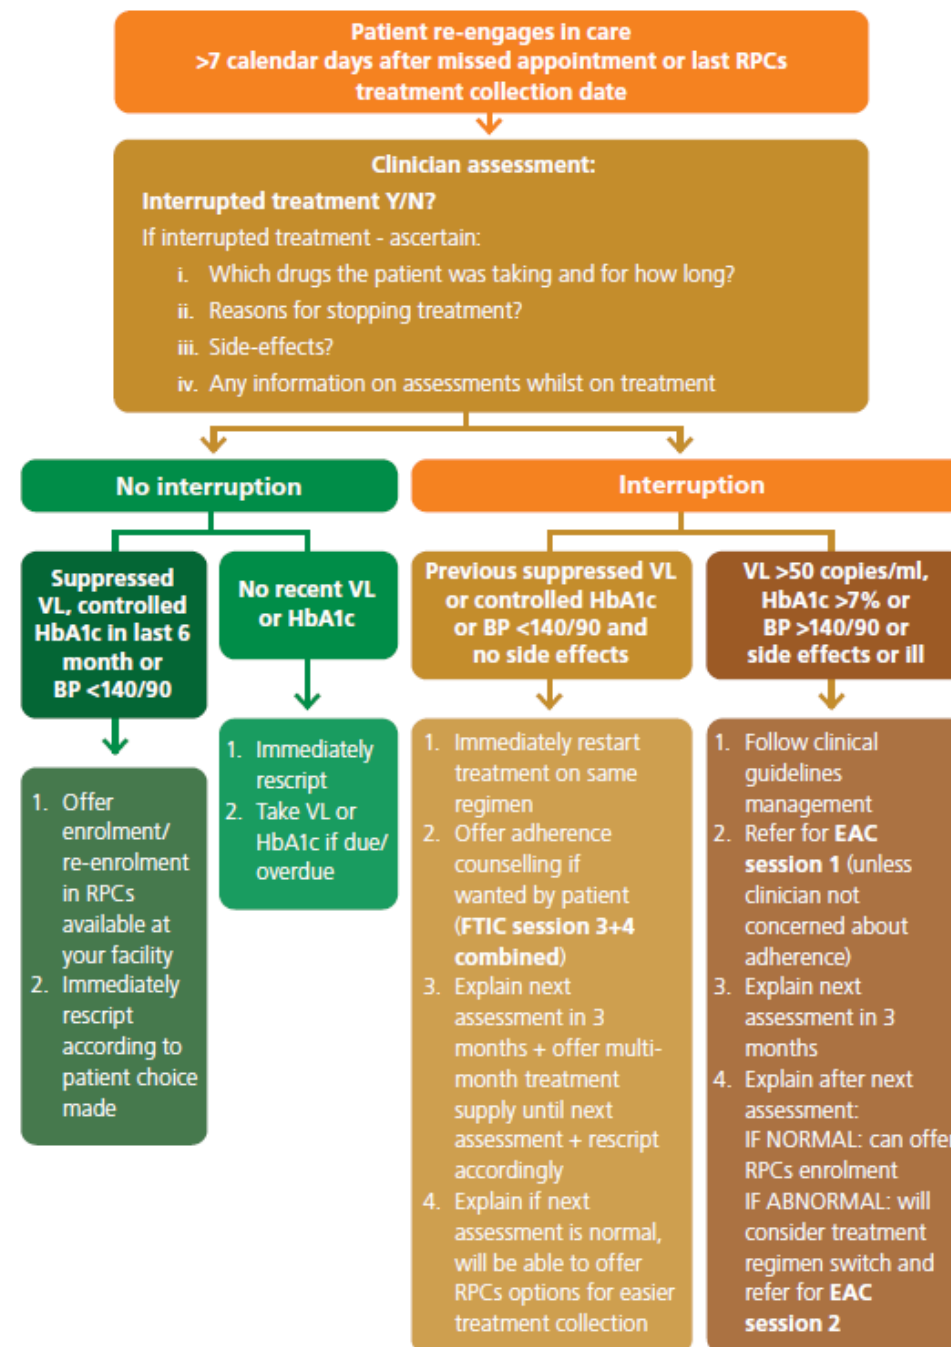 Patient re-engages in care
>7 calendar days after missed appointment or last RPCs
treatment collection date
Clinician assessment:
Interrupted treatment Y/N?
If interrupted treatment - ascertain:
i. Which drugs the patient was taking and for how long?
ii. Reasons for stopping treatment?
iii. Side-effects?
iv. Any information on assessments whilst on treatment
No interruption
Interruption
Suppressed
VL, controlled
HbA1c in last 6
month or
BP <140/90
No recent VL
or HbA1c
Previous suppressed VL
or controlled HbA1c
or BP <140/90 and
no side effects
VL >50 copies/ml,
HbA1c >7% or
BP >140/90 or
side effects or ill
1. Offer
enrolment/
re-enrolment
in RPCs
available at
your facility
2. Immediately
rescript
according to
patient choice
made
1. Immediately
rescript
2. Take VL or
HbA1c if due/
overdue
1. Immediately restart
treatment on same
regimen
2. Offer adherence
counselling if
wanted by patient
(FTIC session 3+4
combined)
3. Explain next
assessment in 3
months + offer multi-
month treatment
supply until next
assessment + rescript
accordingly
4. Explain if next
assessment is normal,
will be able to offer
RPCs options for easier
treatment collection
1. Follow clinical
guidelines
management
2. Refer for EAC
session 1 (unless
clinician not
concerned about
adherence)
3. Explain next
assessment in 3
months
4. Explain after next
assessment:
IF NORMAL: can offer
RPCs enrolment
IF ABNORMAL: will
consider treatment
regimen switch and
refer for EAC
session 2